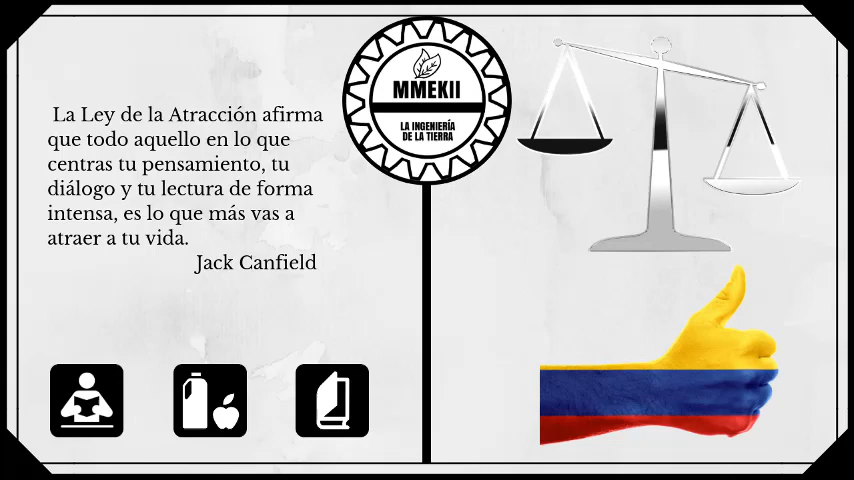 La Ley de la Atracción afirma
que todo aquello en lo que
centras tu pensamiento, tu
diálogo y tu lectura de forma
intensa, es lo que más vas a
atraer a tu vida.
Jack Canfield
MMEKII
LA INGENIERÍA
DE LA TIERRA